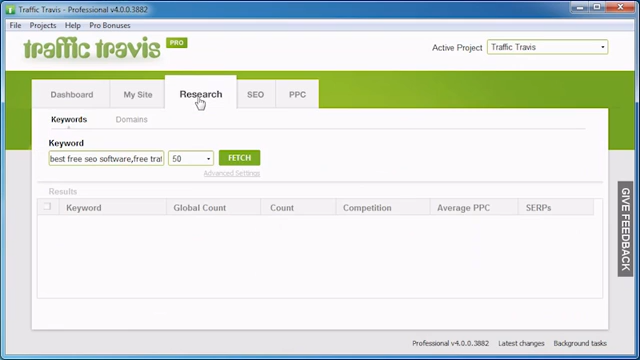 Traffic Travis - Professional v4.0.0.3882
File Projects Help Pro Bonuses
traffic travis PRO
Active Project Traffic Travis
Dashboard My Site Research SEO PPC
Keywords Domains
Keyword
best free seo software,free traf 50 FETCH
Advanced Settings
Results
Keyword Global Count Count Competition Average PPC SERPs
GIVE FEEDBACK
Professional v4.0.0.3882 Latest changes Background tasks